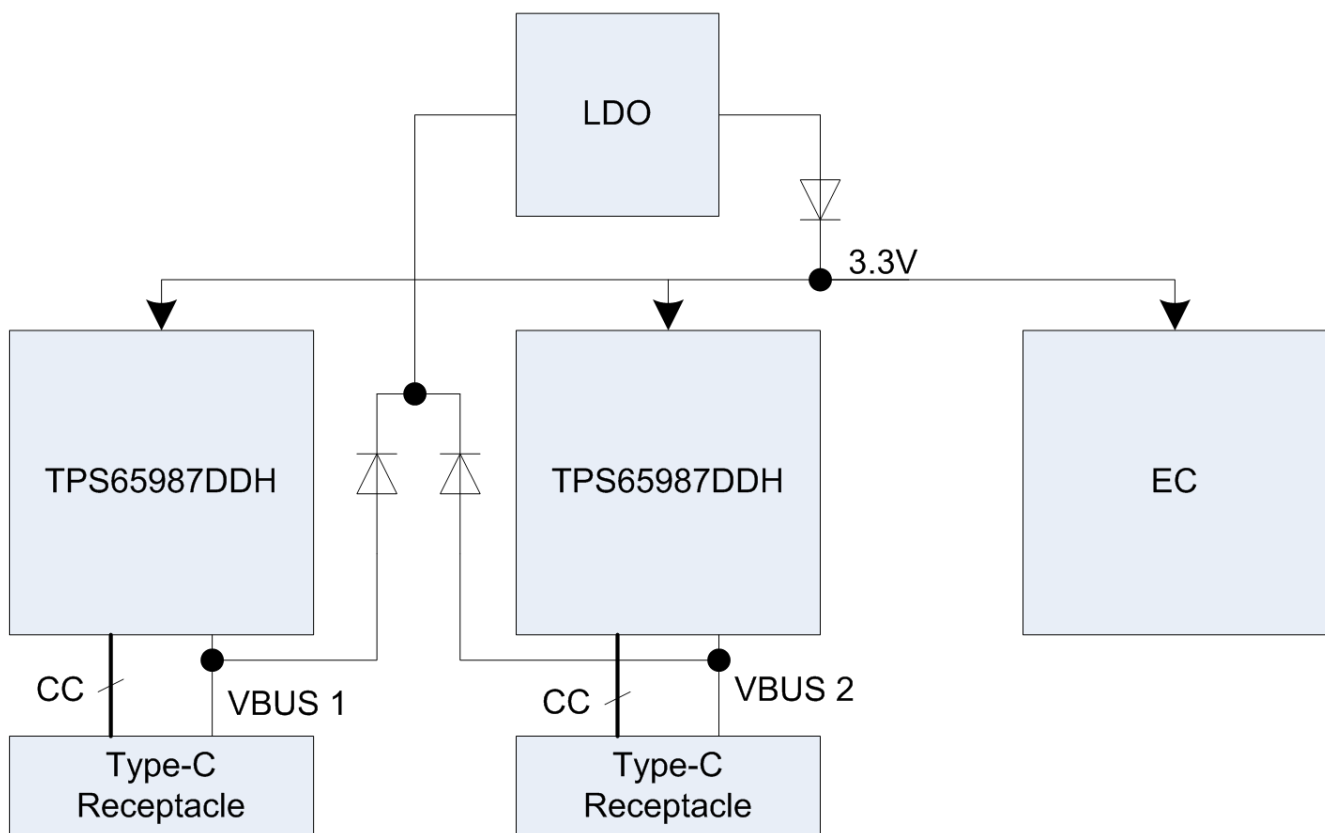 LDO
3.3V
TPS65987DDH
TPS65987DDH
EC
CC
VBUS 1
CC
VBUS 2
Type-C
Receptacle
Type-C
Receptacle